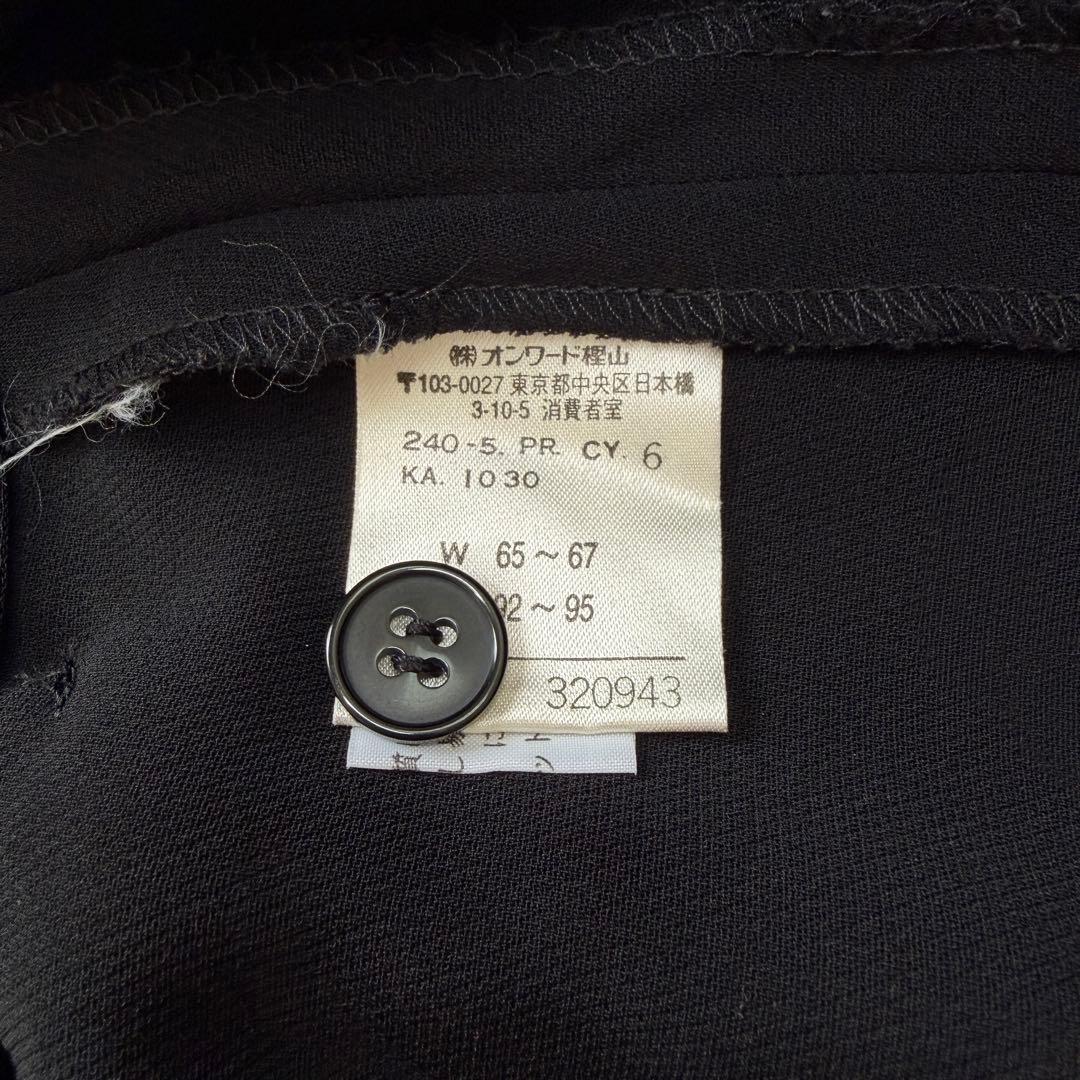 ㈱オンワード樫山
〒103-0027 東京都中央区日本橋
3-10-5 消費者室
240-5. PR. CY. 6
KA. 1030
W 65～67
92～95
320943